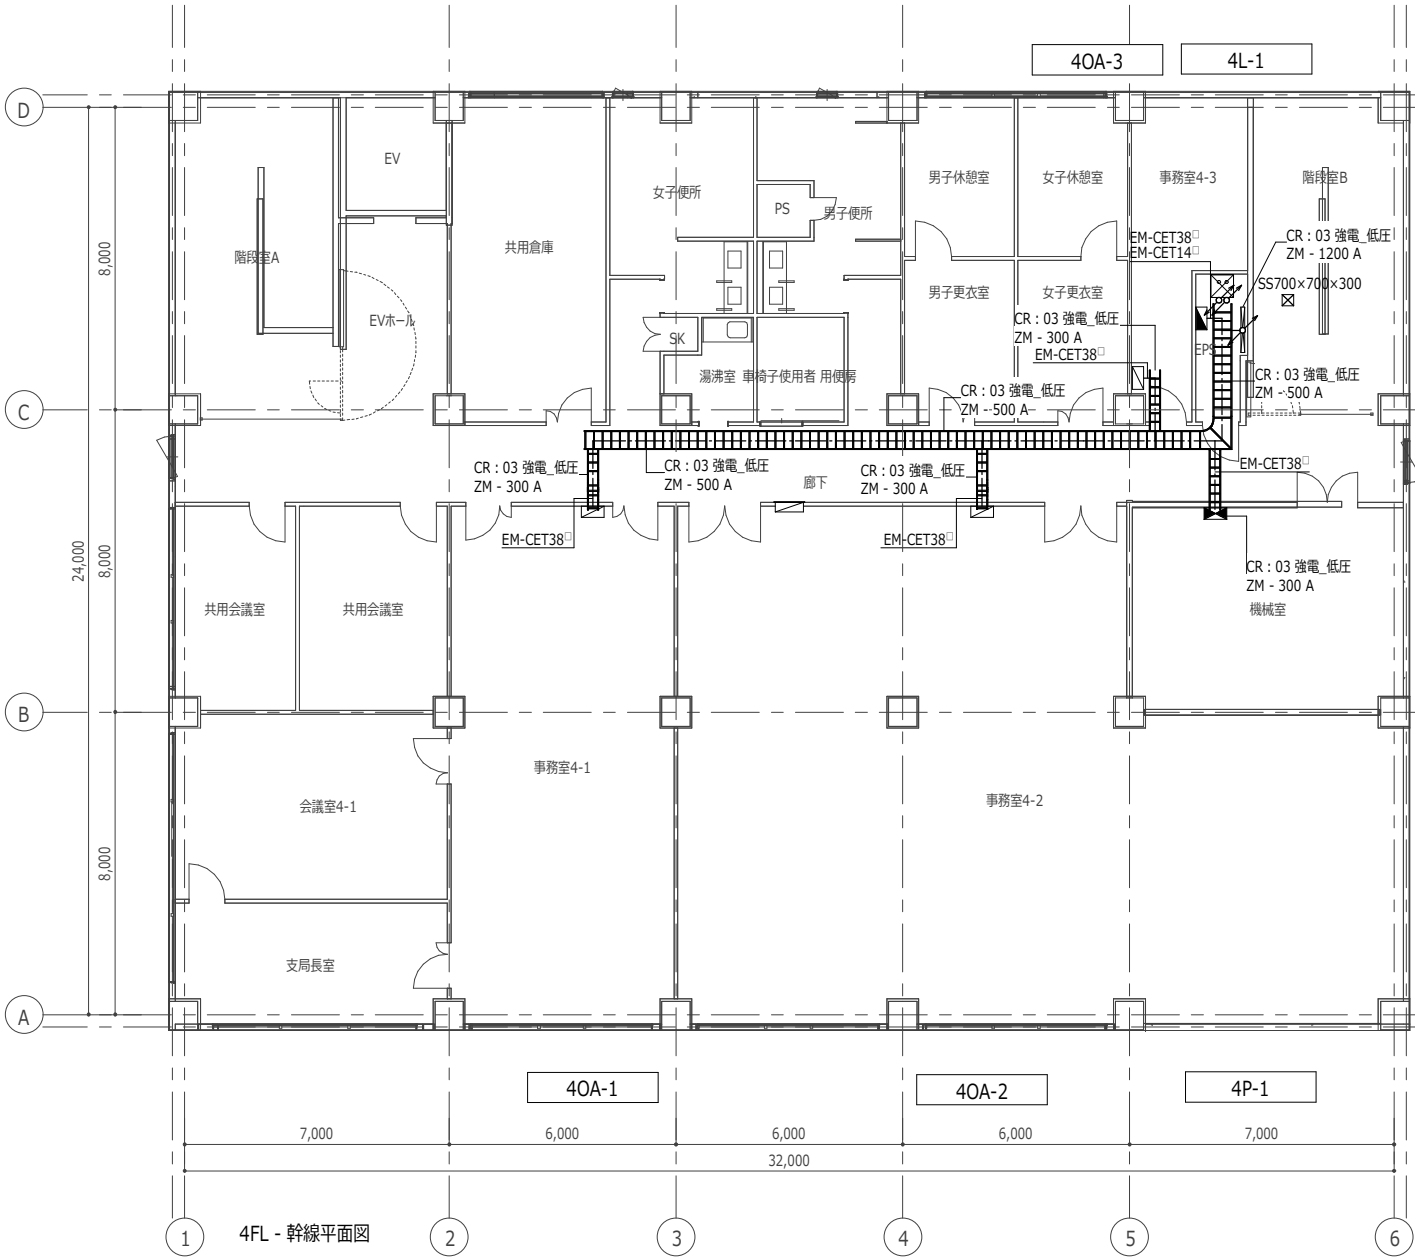 4OA-3
4L-1
D
EV
女子便所
PS
男子便所
男子休憩室
女子休憩室
事務室4-3
階段室B
階段室A
共用倉庫
EM-CET38□
EM-CET14□
CR : 03 強電_低圧
ZM - 1200 A
SS700×700×300
8,000
EVホール
男子更衣室
女子更衣室
CR : 03 強電_低圧
ZM - 300 A
EM-CET38□
SK
EPS
湯沸室
車椅子使用者 用便房
CR : 03 強電_低圧
ZM - 500 A
CR : 03 強電_低圧
ZM - 500 A
C
CR : 03 強電_低圧
ZM - 300 A
CR : 03 強電_低圧
ZM - 500 A
廊下
CR : 03 強電_低圧
ZM - 300 A
EM-CET38□
EM-CET38□
EM-CET38□
24,000
8,000
CR : 03 強電_低圧
ZM - 300 A
共用会議室
共用会議室
機械室
B
事務室4-1
会議室4-1
事務室4-2
8,000
支局長室
A
4OA-1
4OA-2
4P-1
7,000
6,000
6,000
6,000
7,000
32,000
1
4FL - 幹線平面図
2
3
4
5
6